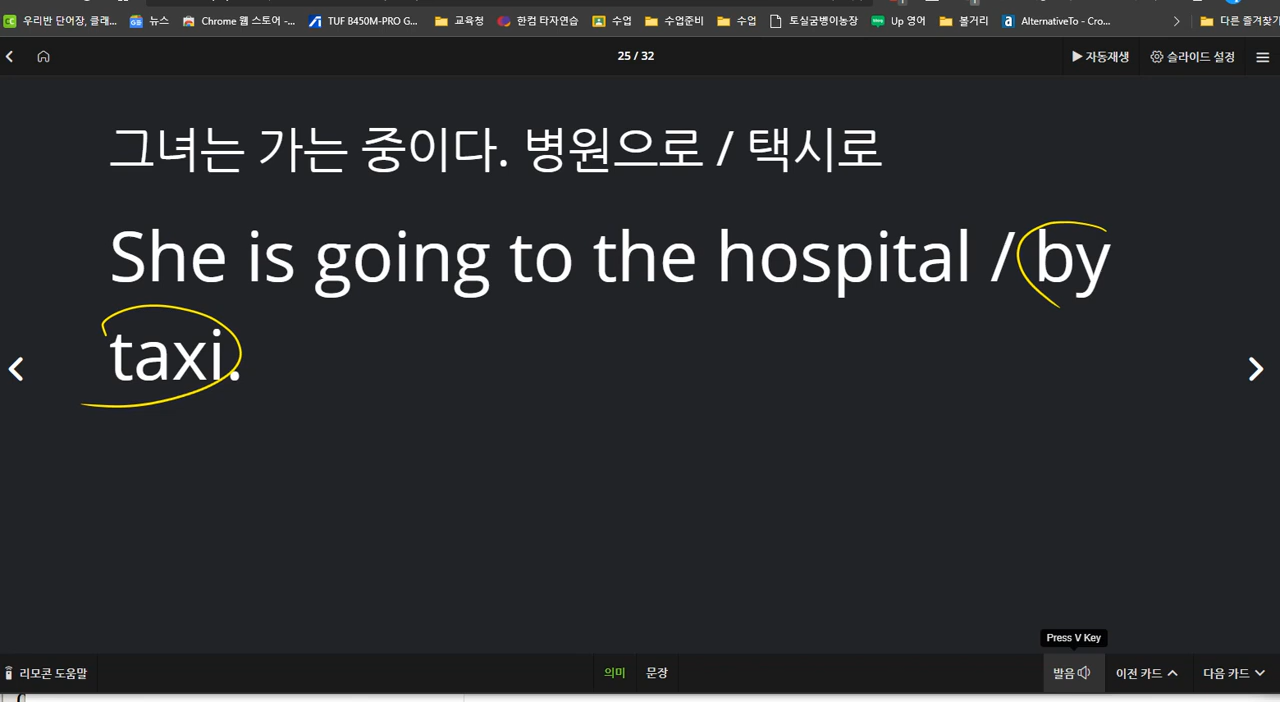 우리반 단어장, 클래... 뉴스 Chrome 웹 스토어 -... TUF B450M-PRO G... 교육청 한컴 타자연습 수업 수업준비 수업 토실굼벵이농장 Up 영어 볼거리 AlternativeTo - Cro... 다른 즐겨찾기
25 / 32 자동재생 슬라이드 설정
그녀는 가는 중이다. 병원으로 / 택시로
She is going to the hospital / by
taxi.
Press V Key
리모콘 도움말 의미 문장 발음 이전 카드 다음 카드